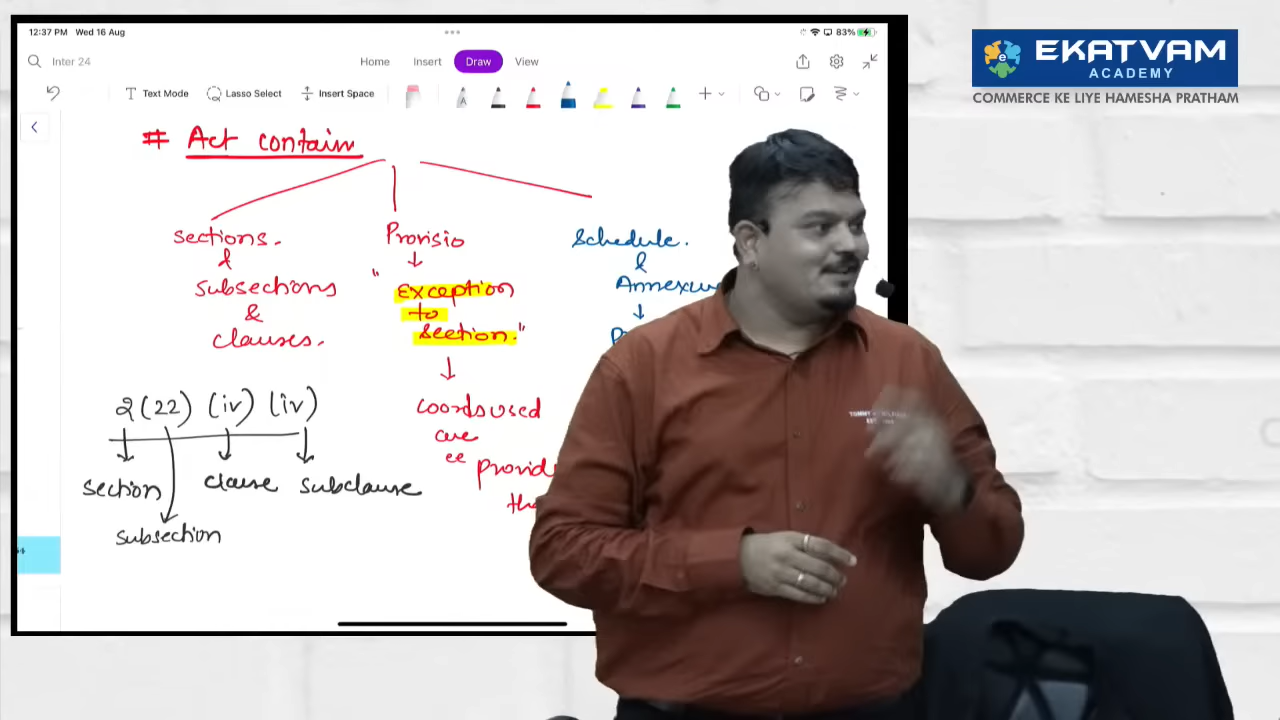 12:37 PM Wed 16 Aug
83%
Inter 24
Home Insert Draw View
Text Mode Lasso Select Insert Space
# Act contain
Sections.
&
Subsections
&
Clauses.
Provisio
"Exception
to
Section."
words used
are
"Provid
tha
Schedule.
&
Annexu
2(22) (iv) (iv)
Section
clause
subclause
subsection
EKATVAM
ACADEMY
COMMERCE KE LIYE HAMESHA PRATHAM